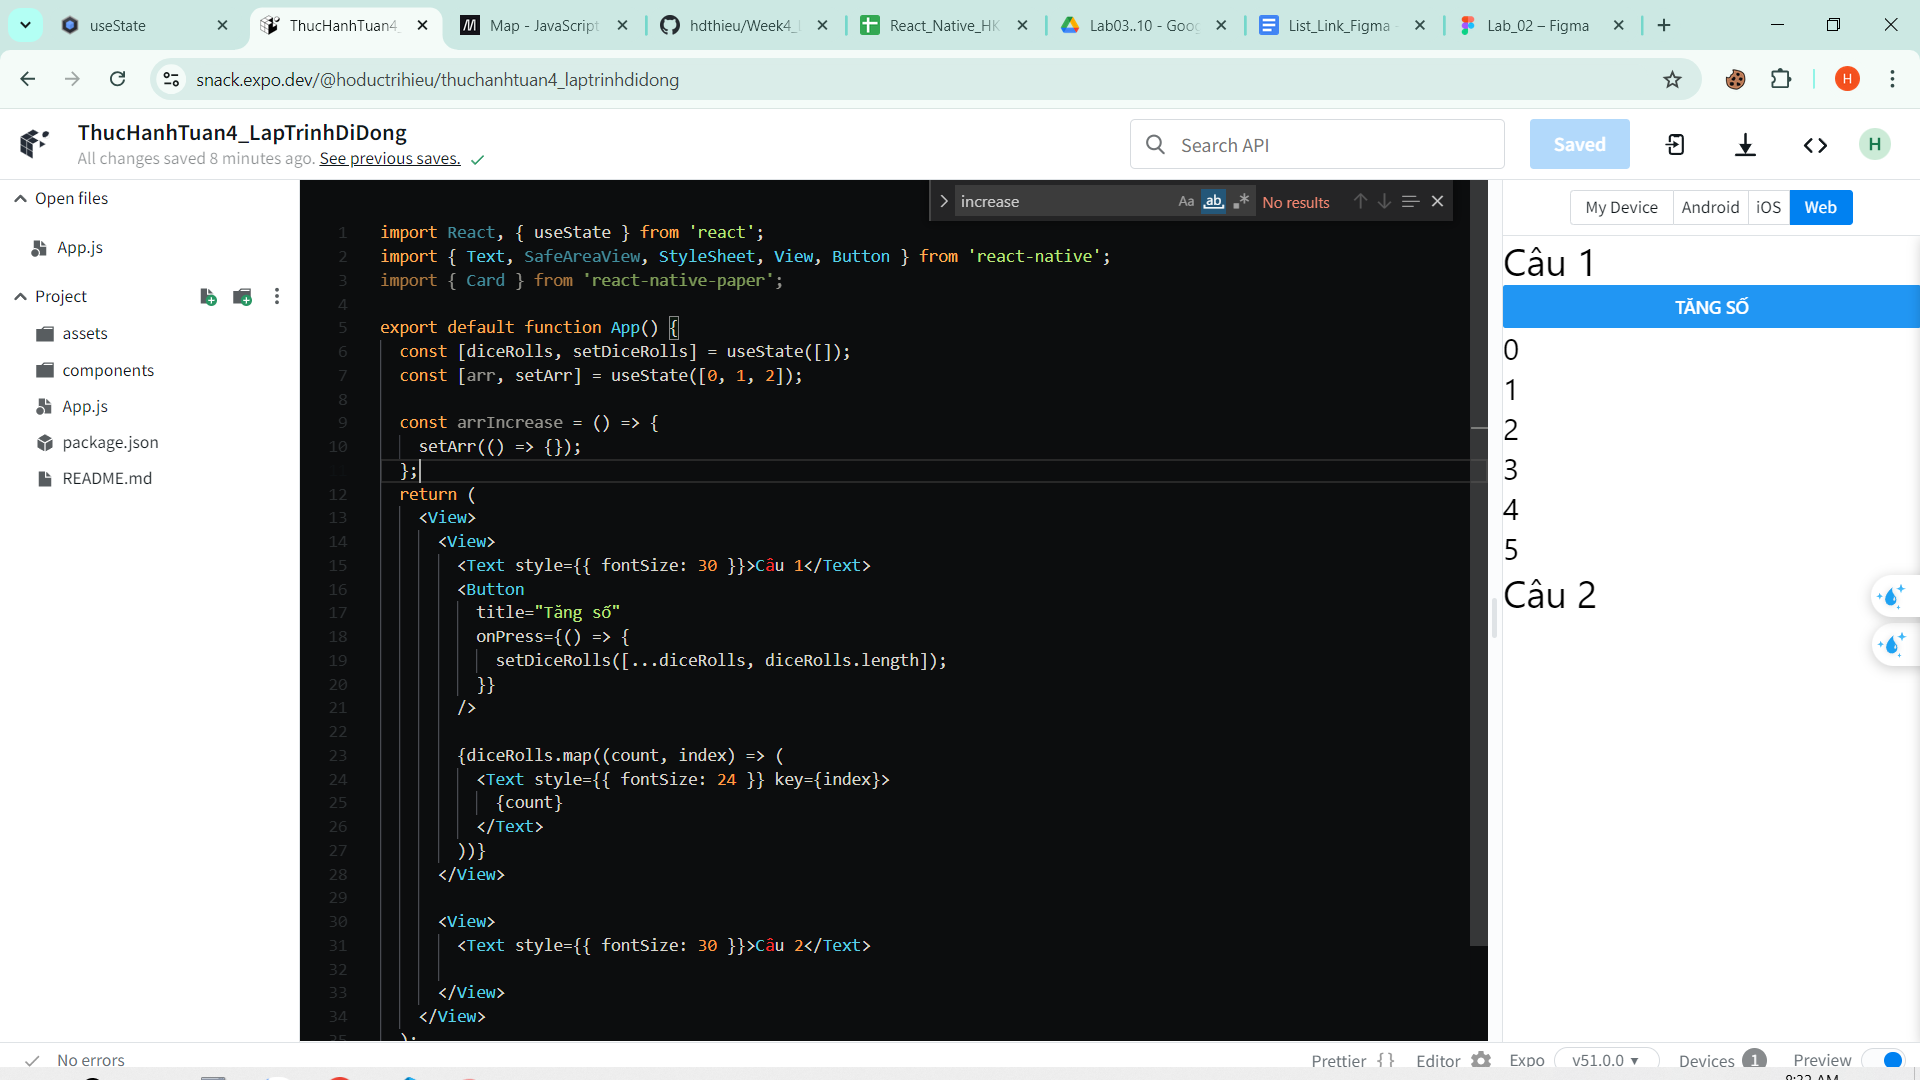 useState
ThucHanhTuan4_
Map - JavaScript
hdthieu/Week4_L
React_Native_HK
Lab03..10 - Goog
List_Link_Figma -
Lab_02 – Figma
snack.expo.dev/@hoductrihieu/thuchanhtuan4_laptrinhdidong
H
ThucHanhTuan4_LapTrinhDiDong
All changes saved 8 minutes ago. See previous saves.
Search API
Saved
H
Open files
App.js
Project
assets
components
App.js
package.json
README.md
increase
Aa
ab
No results
1 import React, { useState } from 'react';
2 import { Text, SafeAreaView, StyleSheet, View, Button } from 'react-native';
3 import { Card } from 'react-native-paper';
4
5 export default function App() {
6 const [diceRolls, setDiceRolls] = useState([]);
7 const [arr, setArr] = useState([0, 1, 2]);
8
9 const arrIncrease = () => {
10 setArr(() => {});
};
12 return (
13 <View>
14 <View>
15 <Text style={{ fontSize: 30 }}>Câu 1</Text>
16 <Button
17 title="Tăng số"
18 onPress={() => {
19 setDiceRolls([...diceRolls, diceRolls.length]);
20 }}
21 />
22
23 {diceRolls.map((count, index) => (
24 <Text style={{ fontSize: 24 }} key={index}>
25 {count}
26 </Text>
27 ))}
28 </View>
29
30 <View>
31 <Text style={{ fontSize: 30 }}>Câu 2</Text>
32
33 </View>
34 </View>
35 );
My Device
Android
iOS
Web
Câu 1
TĂNG SỐ
0
1
2
3
4
5
Câu 2
No errors
Prettier { }
Editor
Expo
v51.0.0
Devices 1
Preview
8:32 AM